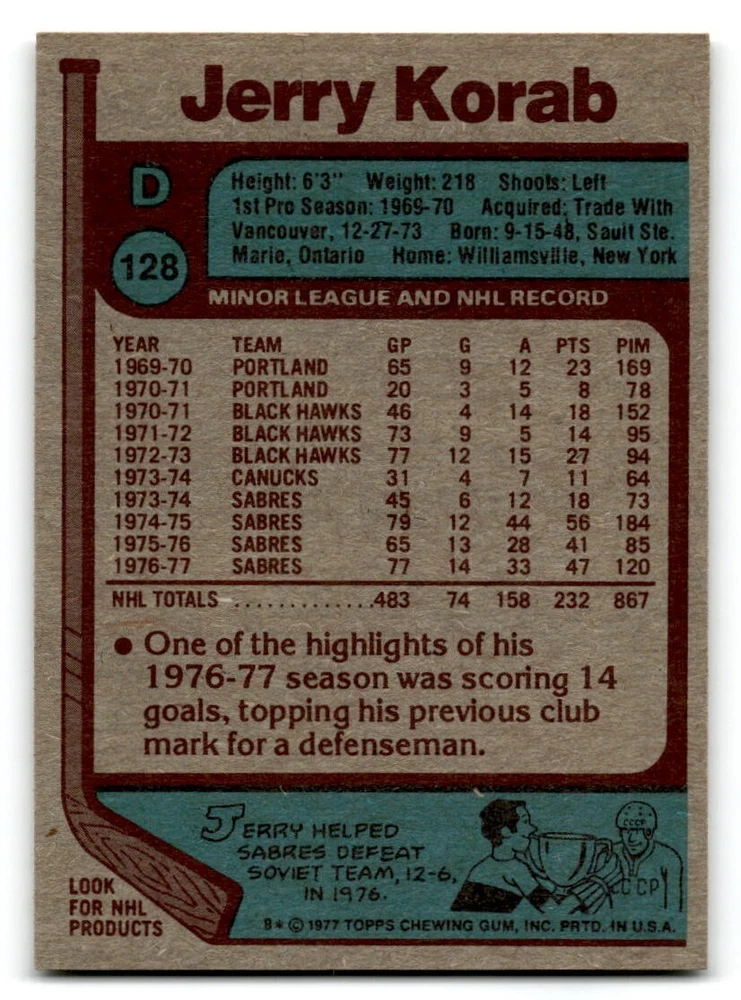 Jerry Korab
D
128
Height: 6'3" Weight: 218 Shoots: Left
1st Pro Season: 1969-70 Acquired: Trade With
Vancouver, 12-27-73 Born: 9-15-48, Sault Ste.
Marie, Ontario Home: Williamsville, New York
MINOR LEAGUE AND NHL RECORD
YEAR TEAM GP G A PTS PIM
1969-70 PORTLAND 65 9 12 23 169
1970-71 PORTLAND 20 3 5 8 78
1970-71 BLACK HAWKS 46 4 14 18 152
1971-72 BLACK HAWKS 73 9 5 14 95
1972-73 BLACK HAWKS 77 12 15 27 94
1973-74 CANUCKS 31 4 7 11 64
1973-74 SABRES 45 6 12 18 73
1974-75 SABRES 79 12 44 56 184
1975-76 SABRES 65 13 28 41 85
1976-77 SABRES 77 14 33 47 120
NHL TOTALS .............483 74 158 232 867
• One of the highlights of his
1976-77 season was scoring 14
goals, topping his previous club
mark for a defenseman.
JERRY HELPED
SABRES DEFEAT
SOVIET TEAM, 12-6,
IN 1976.
CCCP
CCCP
LOOK
FOR NHL
PRODUCTS
8* © 1977 TOPPS CHEWING GUM, INC. PRTD. IN U.S.A.